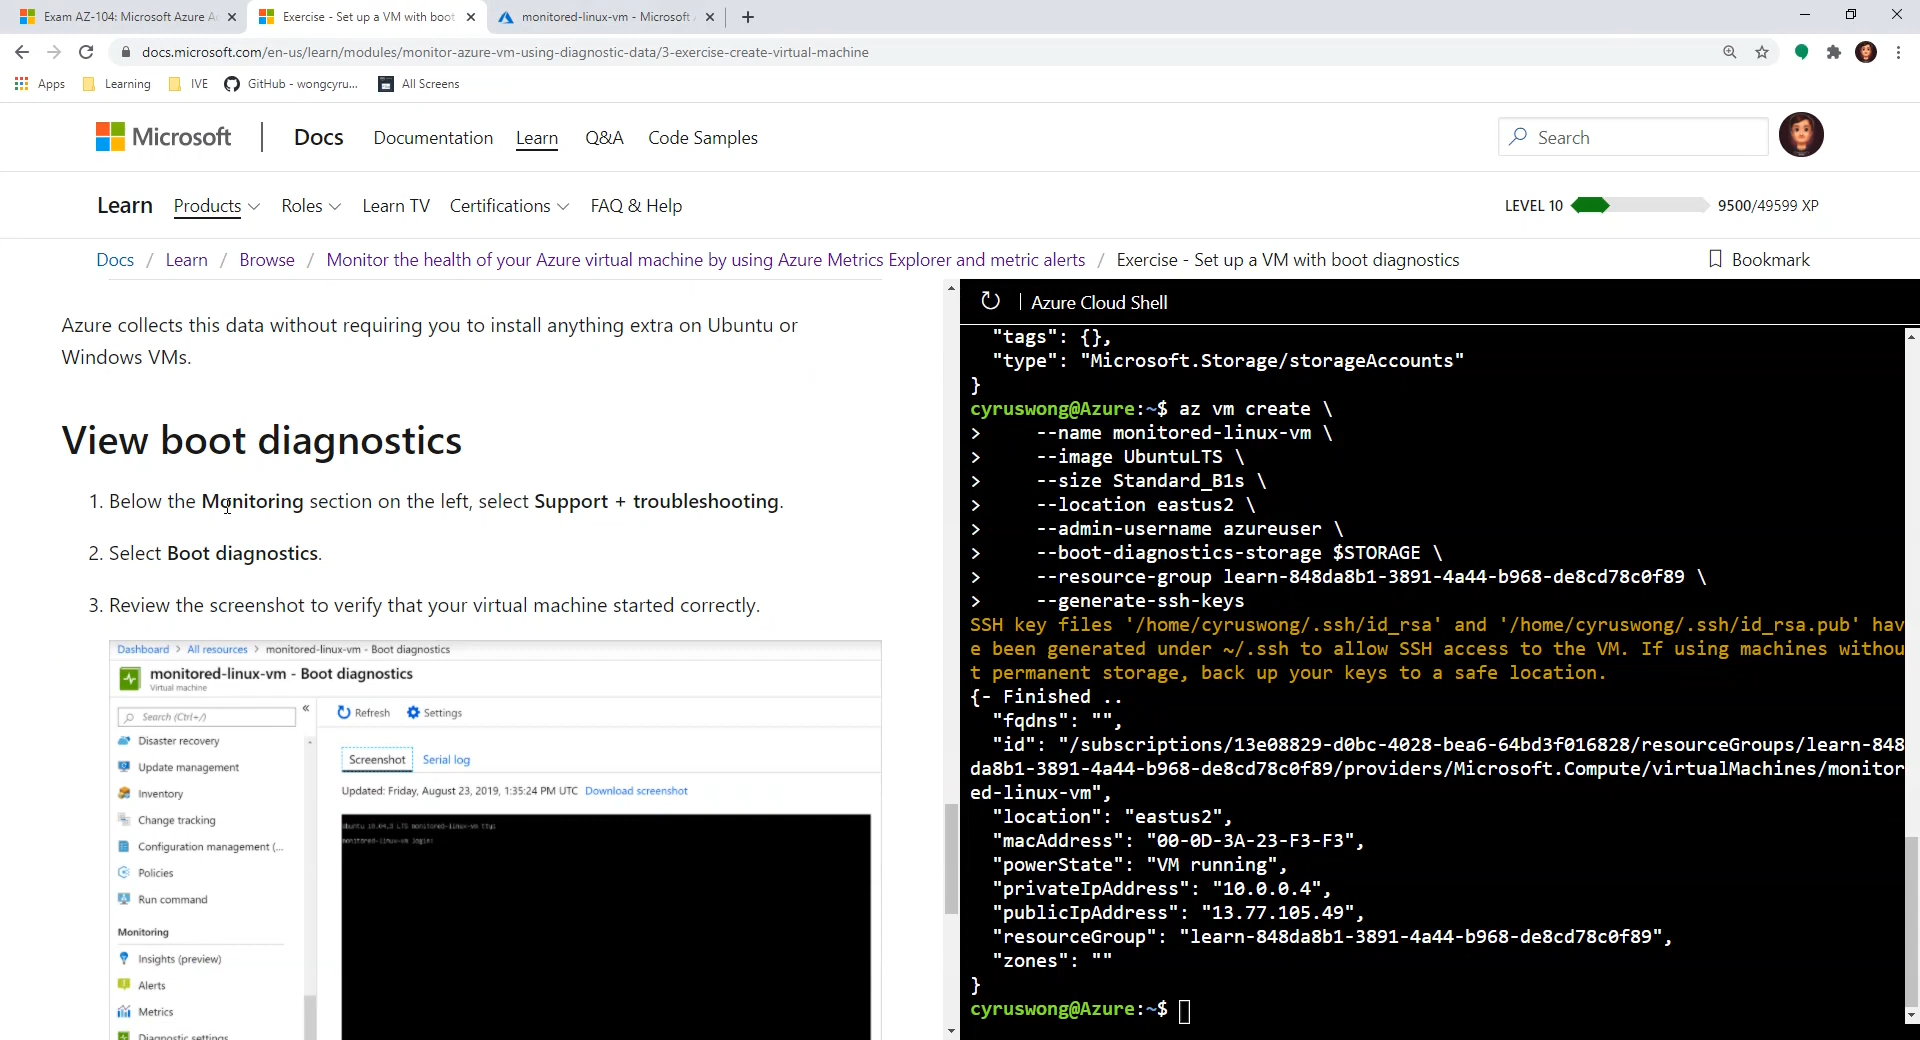 Exam AZ-104: Microsoft Azure A
Exercise - Set up a VM with boot
monitored-linux-vm - Microsoft
docs.microsoft.com/en-us/learn/modules/monitor-azure-vm-using-diagnostic-data/3-exercise-create-virtual-machine
Apps Learning IVE GitHub - wongcyru... All Screens
Microsoft Docs Documentation Learn Q&A Code Samples
Search
Learn Products Roles Learn TV Certifications FAQ & Help
LEVEL 10 9500/49599 XP
Docs / Learn / Browse / Monitor the health of your Azure virtual machine by using Azure Metrics Explorer and metric alerts / Exercise - Set up a VM with boot diagnostics
Bookmark
Azure collects this data without requiring you to install anything extra on Ubuntu or
Windows VMs.
View boot diagnostics
1. Below the Monitoring section on the left, select Support + troubleshooting.
2. Select Boot diagnostics.
3. Review the screenshot to verify that your virtual machine started correctly.
Dashboard > All resources > monitored-linux-vm - Boot diagnostics
monitored-linux-vm - Boot diagnostics
Virtual machine
Search (Ctrl+/)
«
Refresh Settings
Disaster recovery
Update management
Inventory
Change tracking
Configuration management (...
Policies
Run command
Monitoring
Insights (preview)
Alerts
Metrics
Diagnostic settings
Screenshot Serial log
Updated: Friday, August 23, 2019, 1:35:24 PM UTC Download screenshot
monitored-linux-vm login:
Azure Cloud Shell
"tags": {},
"type": "Microsoft.Storage/storageAccounts"
}
cyruswong@Azure:~$ az vm create \
> --name monitored-linux-vm \
> --image UbuntuLTS \
> --size Standard_B1s \
> --location eastus2 \
> --admin-username azureuser \
> --boot-diagnostics-storage $STORAGE \
> --resource-group learn-848da8b1-3891-4a44-b968-de8cd78c0f89 \
> --generate-ssh-keys
SSH key files '/home/cyruswong/.ssh/id_rsa' and '/home/cyruswong/.ssh/id_rsa.pub' hav
e been generated under ~/.ssh to allow SSH access to the VM. If using machines withou
t permanent storage, back up your keys to a safe location.
{- Finished ..
"fqdns": "",
"id": "/subscriptions/13e08829-d0bc-4028-bea6-64bd3f016828/resourceGroups/learn-848
da8b1-3891-4a44-b968-de8cd78c0f89/providers/Microsoft.Compute/virtualMachines/monitor
ed-linux-vm",
"location": "eastus2",
"macAddress": "00-0D-3A-23-F3-F3",
"powerState": "VM running",
"privateIpAddress": "10.0.0.4",
"publicIpAddress": "13.77.105.49",
"resourceGroup": "learn-848da8b1-3891-4a44-b968-de8cd78c0f89",
"zones": ""
}
cyruswong@Azure:~$